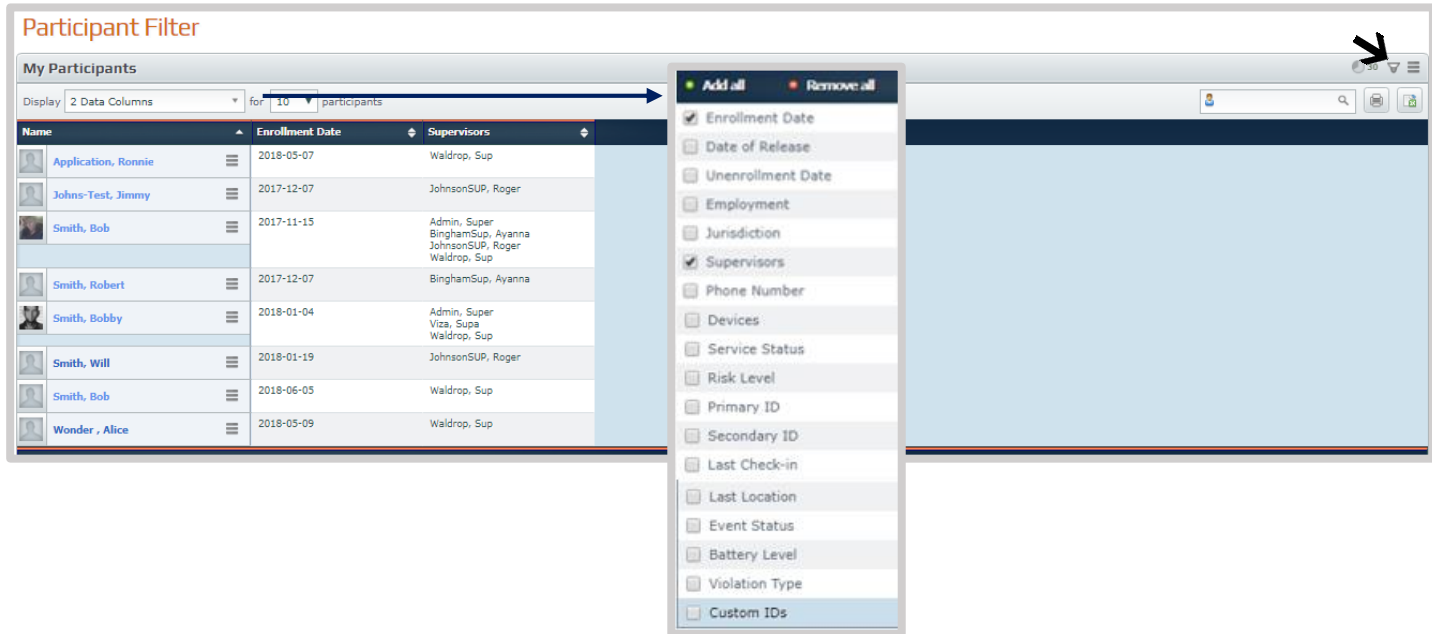 Participant Filter
My Participants
30
Display 2 Data Columns for 10 participants
Name Enrollment Date Supervisors
Application, Ronnie 2018-05-07 Waldrop, Sup
Johns-Test, Jimmy 2017-12-07 JohnsonSUP, Roger
Smith, Bob 2017-11-15 Admin, Super
BinghamSup, Ayanna
JohnsonSUP, Roger
Waldrop, Sup
Smith, Robert 2017-12-07 BinghamSup, Ayanna
Smith, Bobby 2018-01-04 Admin, Super
Viza, Supa
Waldrop, Sup
Smith, Will 2018-01-19 JohnsonSUP, Roger
Smith, Bob 2018-06-05 Waldrop, Sup
Wonder , Alice 2018-05-09 Waldrop, Sup
Add all Remove all
Enrollment Date
Date of Release
Unenrollment Date
Employment
Jurisdiction
Supervisors
Phone Number
Devices
Service Status
Risk Level
Primary ID
Secondary ID
Last Check-in
Last Location
Event Status
Battery Level
Violation Type
Custom IDs